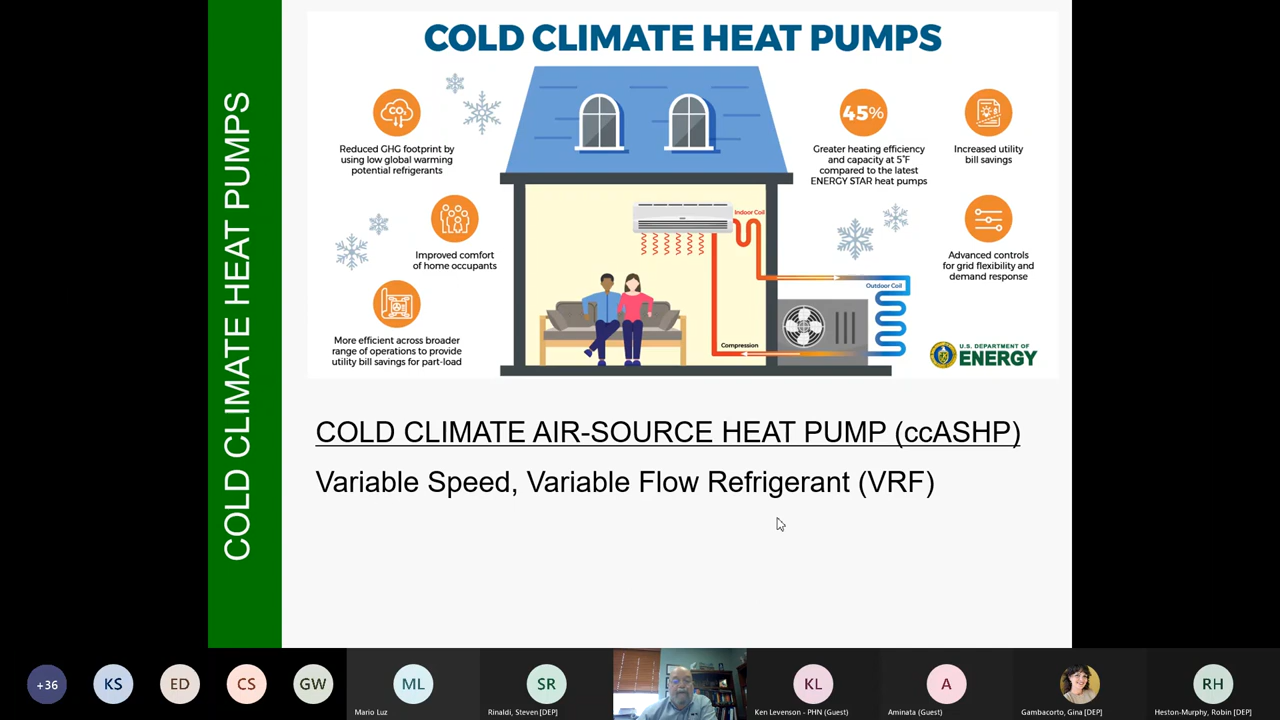 COLD CLIMATE HEAT PUMPS
COLD CLIMATE HEAT PUMPS
CO₂
Reduced GHG footprint by
using low global warming
potential refrigerants
Improved comfort
of home occupants
More efficient across broader
range of operations to provide
utility bill savings for part-load
Indoor Coil
Outdoor Coil
Compression
45%
Greater heating efficiency
and capacity at 5°F
compared to the latest
ENERGY STAR heat pumps
Increased utility
bill savings
Advanced controls
for grid flexibility and
demand response
U.S. DEPARTMENT OF
ENERGY
COLD CLIMATE AIR-SOURCE HEAT PUMP (ccASHP)
Variable Speed, Variable Flow Refrigerant (VRF)
+36
KS
ED
CS
GW
ML
Mario Luz
SR
Rinaldi, Steven [DEP]
KL
Ken Levenson - PHN (Guest)
A
Aminata (Guest)
Gambacorto, Gina [DEP]
RH
Heston-Murphy, Robin [DEP]